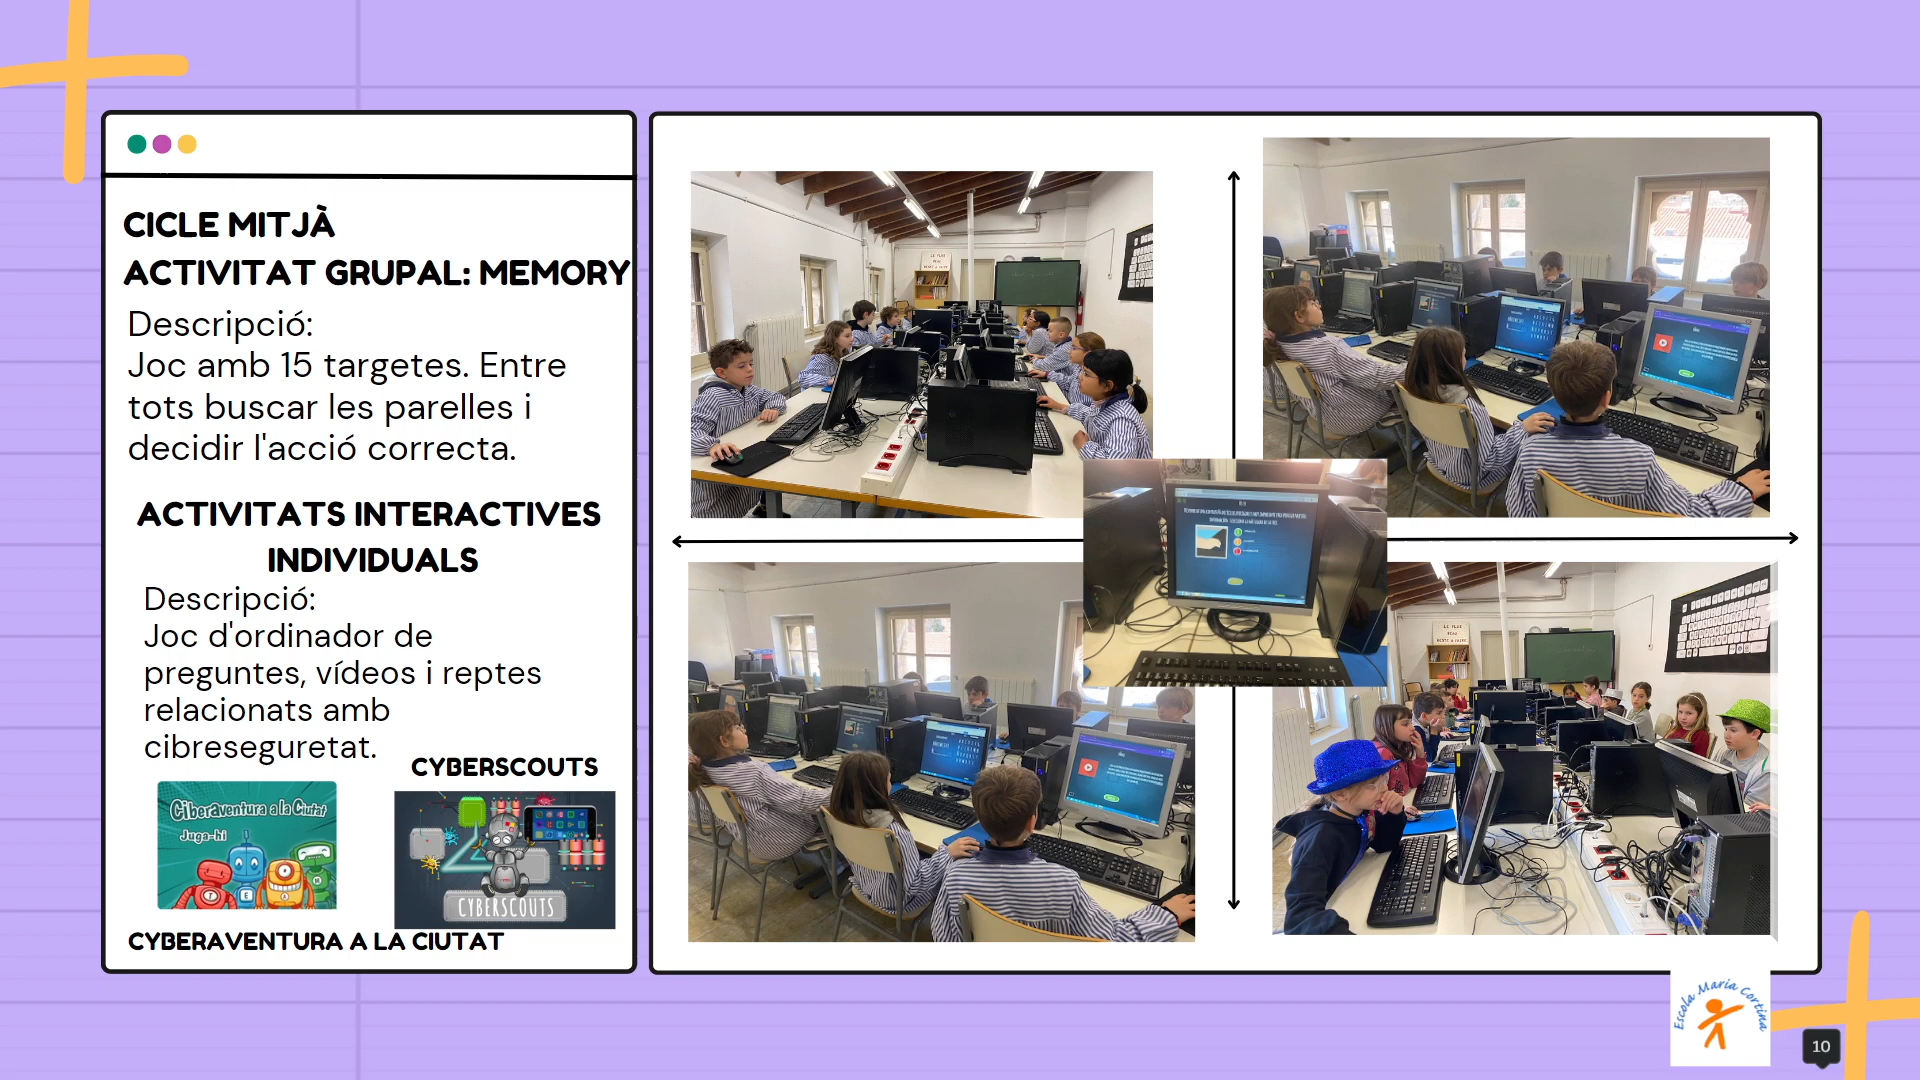 CICLE MITJÀ
ACTIVITAT GRUPAL: MEMORY
Descripció:
Joc amb 15 targetes. Entre
tots buscar les parelles i
decidir l'acció correcta.
ACTIVITATS INTERACTIVES
INDIVIDUALS
Descripció:
Joc d'ordinador de
preguntes, vídeos i reptes
relacionats amb
cibreseguretat.
CYBERSCOUTS
Ciberaventura a la Ciutat
Juga-hi
CYBERSCOUTS
CYBERAVENTURA A LA CIUTAT
Escola Maria Cortina
10